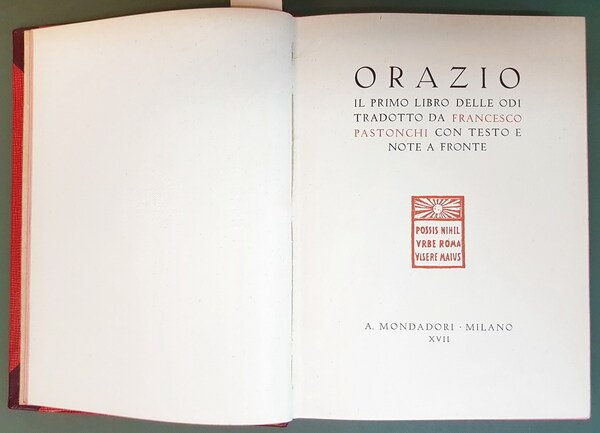 ORAZIO
IL PRIMO LIBRO DELLE ODI
TRADOTTO DA FRANCESCO
PASTONCHI CON TESTO E
NOTE A FRONTE
POSSIS NIHIL
VRBE ROMA
VISERE MAIUS
A. MONDADORI · MILANO
XVII